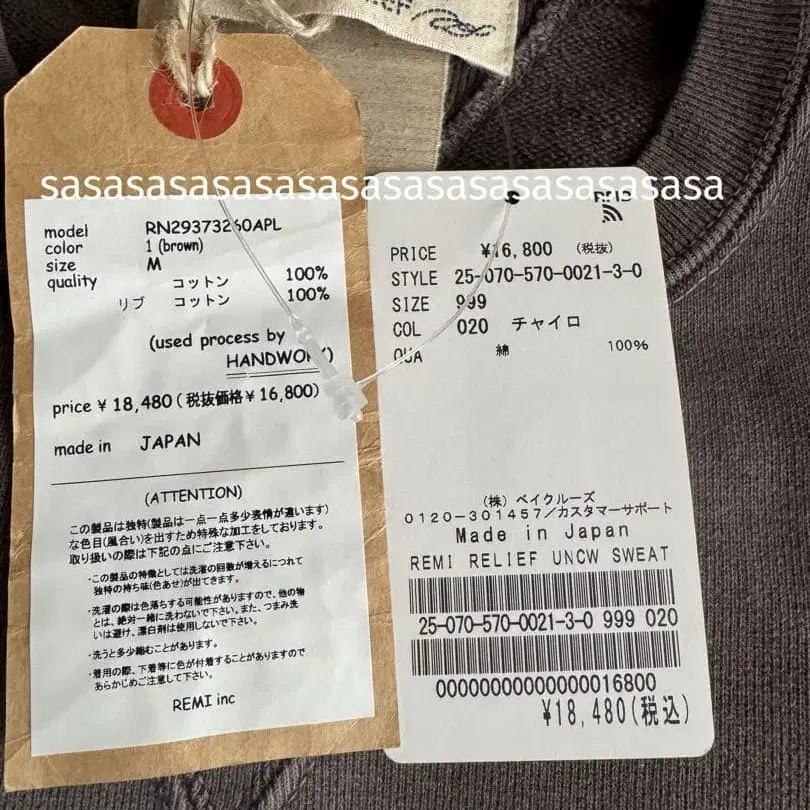 sasasasasasasasasasasasasasasasasasa
model RN29373260APL
color 1 (brown)
size M
quality コットン 100%
リブ コットン 100%
(used process by
HANDWORK)
price ¥ 18,480 (税抜価格¥ 16,800)
made in JAPAN
(ATTENTION)
この製品は独特(製品は一点一点多少表情が違います)
な色目(風合い)を出すため特殊な加工をしております。
取り扱いの際は下記の点にご注意下さい。
・この製品の特徴としては洗濯の回数が増えるにつれて
独特の持ち味(色あせ)が出てきます。
・洗濯の際は色落ちする可能性がありますので、他の物
とは、絶対一緒に洗わないで下さい。また、つまみ洗
いは避け、漂白剤は使用しないで下さい。
・洗うと多少縮むことがあります。
・着用の際、下着等に色が付着することがありますので
あらかじめご注意して下さい。
REMI inc
RFID
PRICE ¥16,800 (税抜)
STYLE 25-070-570-0021-3-0
SIZE 999
COL 020 チャイロ
QUA 綿 100%
(株) ベイクルーズ
0120-301457/カスタマーサポート
Made in Japan
REMI RELIEF UNCW SWEAT
25-070-570-0021-3-0 999 020
00000000000000016800
¥18,480(税込)